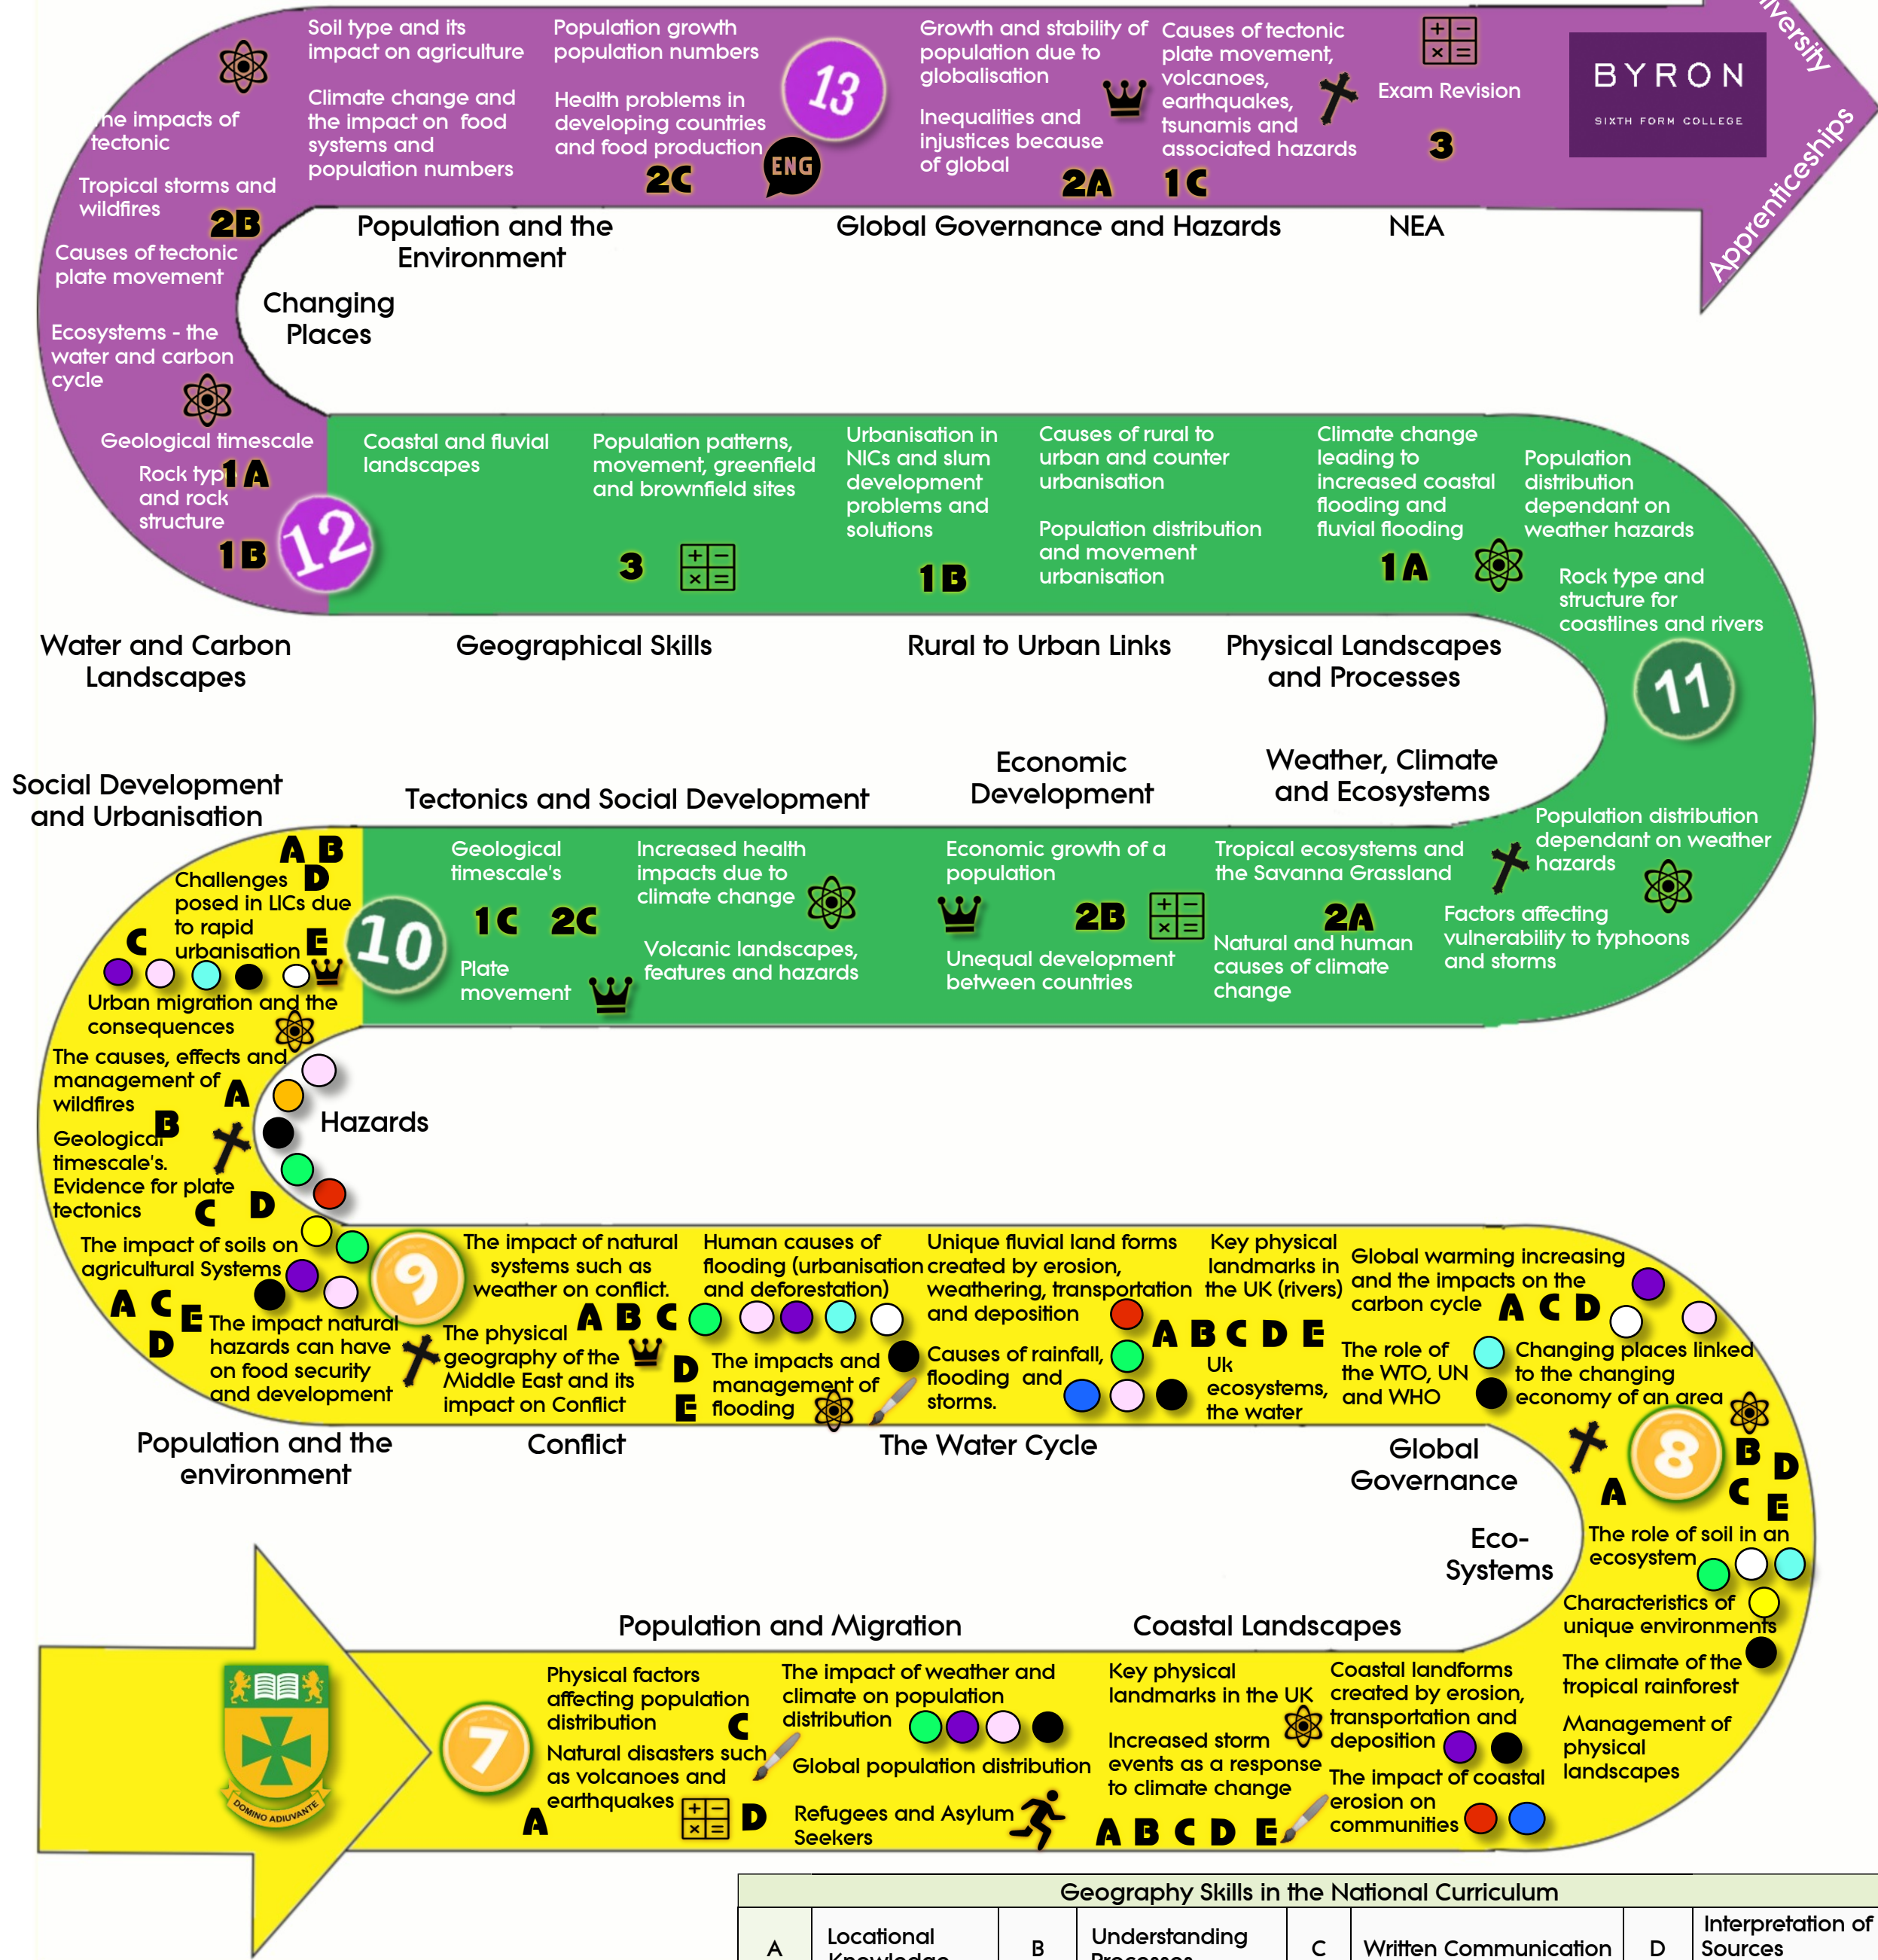 Soil type and its
impact on agriculture
Climate change and
the impact on food
systems and
population numbers
Population growth
population numbers
Health problems in
developing countries
and food production
2C
ENG
13
Growth and stability of
population due to
globalisation
Inequalities and
injustices because
of global
2A
Causes of tectonic
plate movement,
volcanoes,
earthquakes,
tsunamis and
associated hazards
1C
Exam Revision
3
BYRON
SIXTH FORM COLLEGE
Apprenticeships
impacts of
tectonic
Tropical storms and
wildfires
2B
Causes of tectonic
plate movement
Ecosystems - the
water and carbon
cycle
Geological timescale
1A
Rock
and rock
structure
1B
12
Population and the
Environment
Global Governance and Hazards
NEA
Changing
Places
Coastal and fluvial
landscapes
Population patterns,
movement, greenfield
and brownfield sites
3
Urbanisation in
NICs and slum
development
problems and
solutions
1B
Causes of rural to
urban and counter
urbanisation
Population distribution
and movement
urbanisation
Climate change
leading to
increased coastal
flooding and
fluvial flooding
1A
Population
distribution
dependant on
weather hazards
Rock type and
structure for
coastlines and rivers
11
Water and Carbon
Landscapes
Geographical Skills
Rural to Urban Links
Physical Landscapes
and Processes
Social Development
and Urbanisation
Tectonics and Social Development
Economic
Development
Weather, Climate
and Ecosystems
Population distribution
dependant on weather
hazards
Factors affecting
vulnerability to typhoons
and storms
Tropical ecosystems and
the Savanna Grassland
2A
Natural and human
causes of climate
change
Economic growth of a
population
2B
Unequal development
between countries
Increased health
impacts due to
climate change
Volcanic landscapes,
features and hazards
Geological
timescale's
1C 2C
Plate
movement
10
A B
Challenges D
posed in LICs due
to rapid
C urbanisation E
Urban migration and the
consequences
The causes, effects and
management of
wildfires
A
B
Geological
timescale's.
Evidence for plate
tectonics
C D
Hazards
The impact of soils on
agricultural Systems
A C E
D
The impact natural
hazards can have
on food security
and development
9
The impact of natural
systems such as
weather on conflict.
A B C
The physical
geography of the
Middle East and its
impact on Conflict
D
E
Human causes of
flooding (urbanisation
and deforestation)
The impacts and
management of
flooding
Unique fluvial land forms
created by erosion,
weathering, transportation
and deposition
Causes of rainfall,
flooding and
storms.
Key physical
landmarks in
the UK (rivers)
A B C D E
Uk
ecosystems,
the water
Global warming increasing
and the impacts on the
carbon cycle
A C D
The role of
the WTO, UN
and WHO
Changing places linked
to the changing
economy of an area
8
A
B D
C E
Population and the
environment
Conflict
The Water Cycle
Global
Governance
Eco-
Systems
The role of soil in an
ecosystem
Characteristics of
unique environments
The climate of the
tropical rainforest
Management of
physical
landscapes
Population and Migration
Coastal Landscapes
DOMINO ADIUVANTE
7
Physical factors
affecting population
distribution
C
Natural disasters such
as volcanoes and
earthquakes
A
D
The impact of weather and
climate on population
distribution
Global population distribution
Refugees and Asylum
Seekers
Key physical
landmarks in the UK
Increased storm
events as a response
to climate change
A B C D E
Coastal landforms
created by erosion,
transportation and
deposition
The impact of coastal
erosion on
communities
Geography Skills in the National Curriculum
A
Locational
B
Understanding
C
Written Communication
D
Interpretation of
Sources